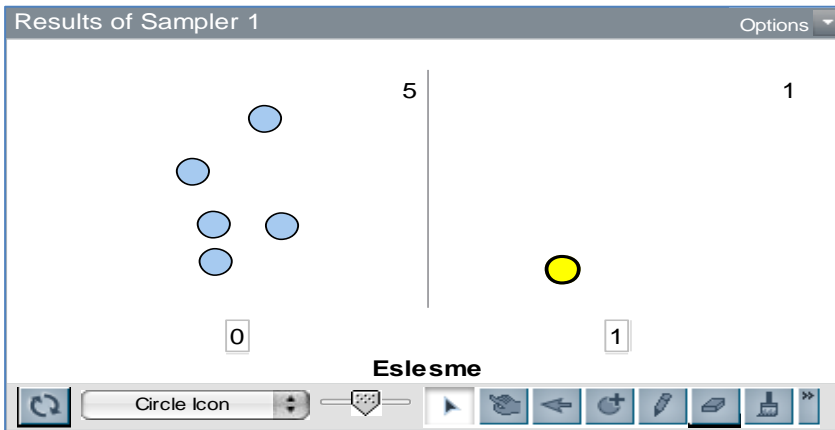 Results of Sampler 1
Options
5
1
0
1
Eslesme
Circle Icon